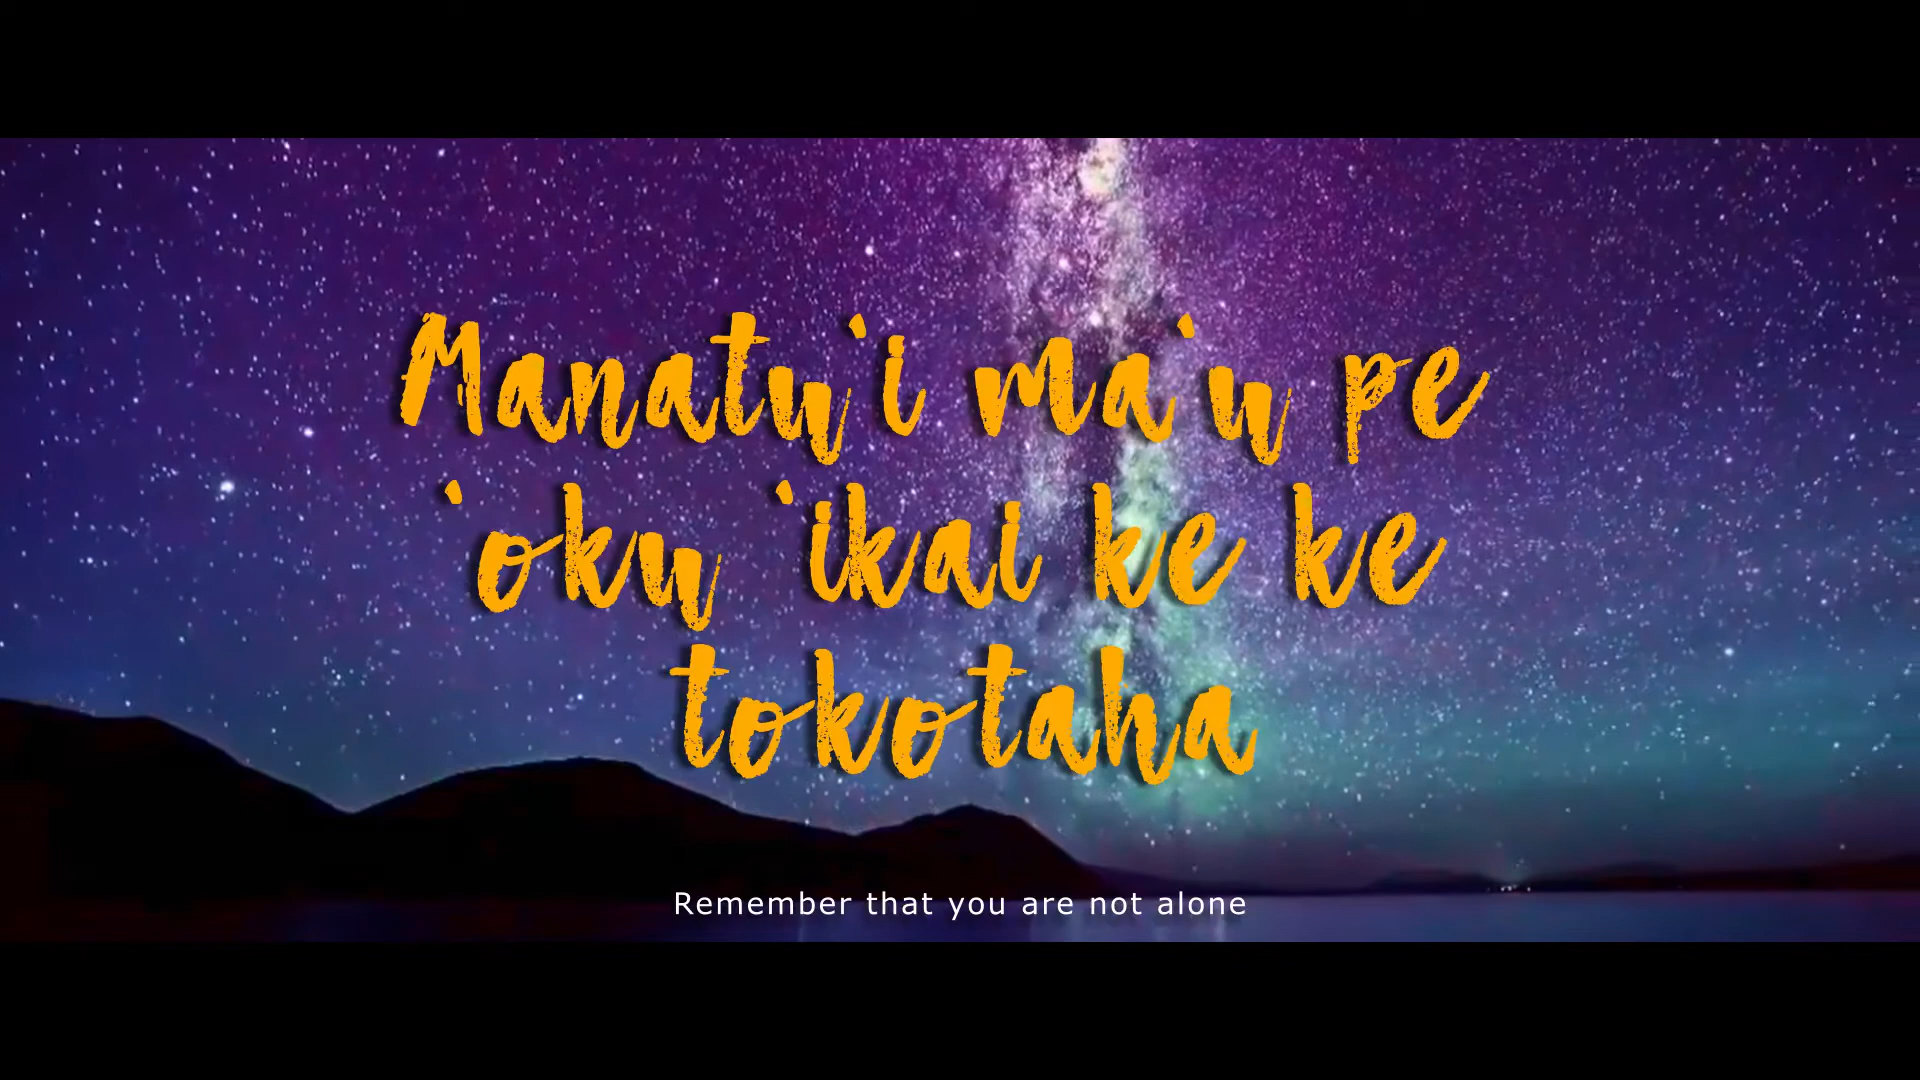 Manatu'i ma'u pe
'oku 'ikai ke ke
tokotaha
Remember that you are not alone